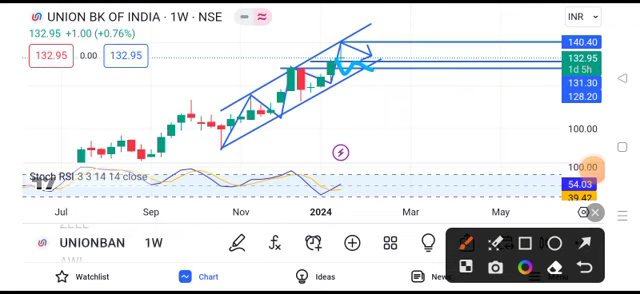 UNION BK OF INDIA · 1W · NSE
INR
132.95 +1.00 (+0.76%)
132.95 0.00 132.95
140.40
132.95
1d 5h
131.30
128.20
100.00
100.00
Stoch RSI 3 3 14 14 close
54.03
39.42
Jul Sep Nov 2024 Mar May
UNIONBAN 1W
Watchlist Chart Ideas News